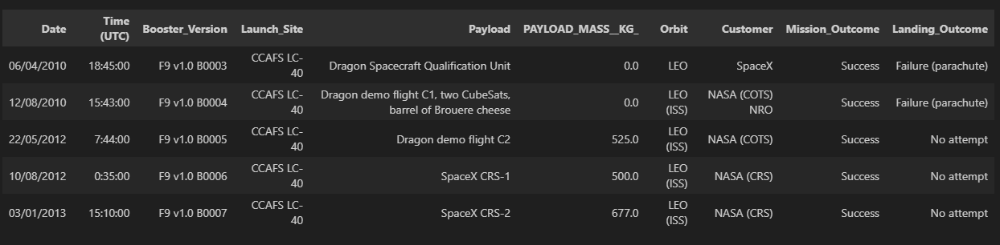 Date Time (UTC) Booster_Version Launch_Site Payload PAYLOAD_MASS__KG_ Orbit Customer Mission_Outcome Landing_Outcome
06/04/2010 18:45:00 F9 v1.0 B0003 CCAFS LC-40 Dragon Spacecraft Qualification Unit 0.0 LEO SpaceX Success Failure (parachute)
12/08/2010 15:43:00 F9 v1.0 B0004 CCAFS LC-40 Dragon demo flight C1, two CubeSats, barrel of Brouere cheese 0.0 LEO (ISS) NASA (COTS) NRO Success Failure (parachute)
22/05/2012 7:44:00 F9 v1.0 B0005 CCAFS LC-40 Dragon demo flight C2 525.0 LEO (ISS) NASA (COTS) Success No attempt
10/08/2012 0:35:00 F9 v1.0 B0006 CCAFS LC-40 SpaceX CRS-1 500.0 LEO (ISS) NASA (CRS) Success No attempt
03/01/2013 15:10:00 F9 v1.0 B0007 CCAFS LC-40 SpaceX CRS-2 677.0 LEO (ISS) NASA (CRS) Success No attempt